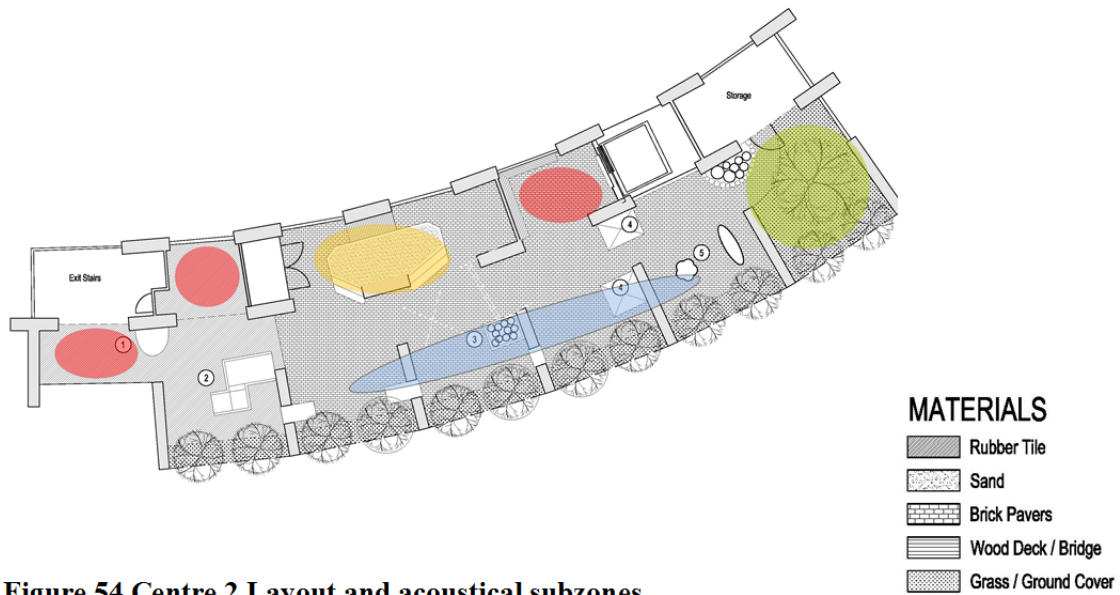 Storage
4
5
Exit Stairs
4
1
3
2
MATERIALS
Rubber Tile
Sand
Brick Pavers
Wood Deck / Bridge
Grass / Ground Cover
Figure 54 Centre 2 Layout and acoustical subzones